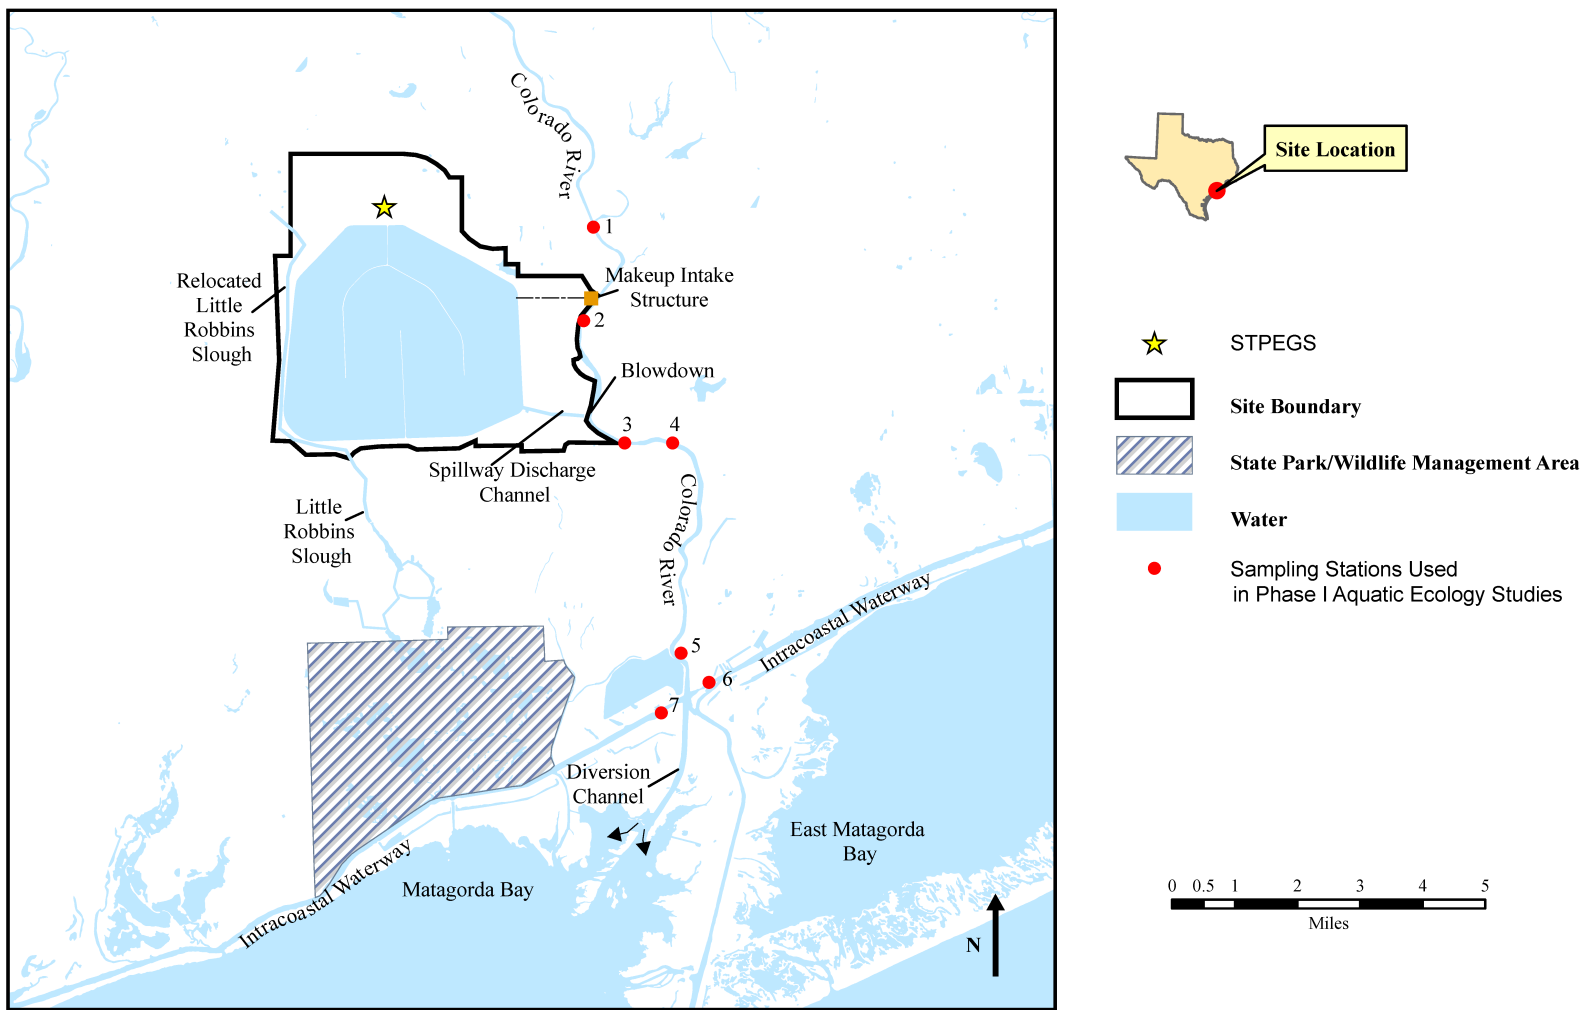 Colorado River
1
Makeup Intake
Structure
2
Relocated
Little
Robbins
Slough
Blowdown
3
4
Spillway Discharge
Channel
Little
Robbins
Slough
Colorado River
5
6
7
Intracoastal Waterway
Diversion
Channel
East Matagorda
Bay
Matagorda Bay
Intracoastal Waterway
N
Site Location
STPEGS
Site Boundary
State Park/Wildlife Management Area
Water
Sampling Stations Used
in Phase I Aquatic Ecology Studies
0 0.5 1 2 3 4 5
Miles